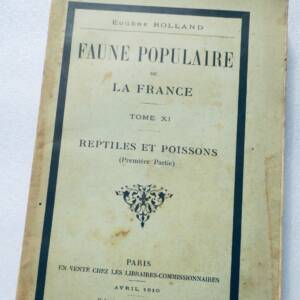 EUGÈNE ROLLAND
FAUNE POPULAIRE
DE
LA FRANCE
TOME XI
REPTILES ET POISSONS
(Première Partie)
PARIS
EN VENTE CHEZ LES LIBRAIRES-COMMISSIONNAIRES
AVRIL 1910